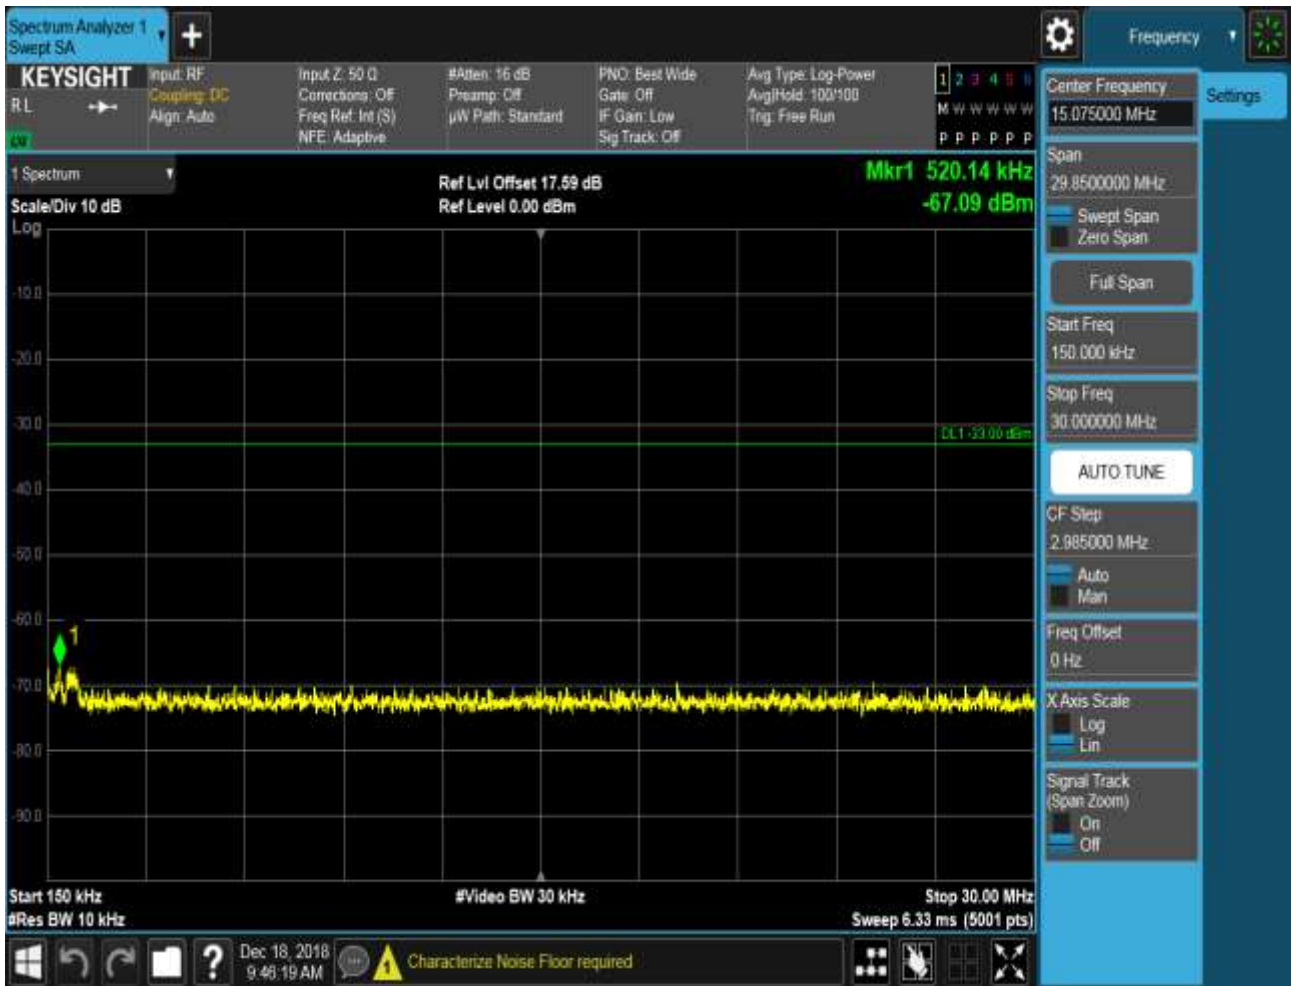 Spectrum Analyzer 1
Swept SA
+
Frequency
KEYSIGHT
RL
Input: RF
Coupling: DC
Align: Auto
Input Z: 50 Ω
Corrections: Off
Freq Ref: Int (S)
NFE: Adaptive
#Atten: 16 dB
Preamp: Off
µW Path: Standard
PNO: Best Wide
Gate: Off
IF Gain: Low
Sig Track: Off
Avg Type: Log-Power
Avg|Hold: 100/100
Trig: Free Run
1 2 3 4 5 6
M W W W W W
P P P P P P
1 Spectrum
Scale/Div 10 dB
Ref Lvl Offset 17.59 dB
Ref Level 0.00 dBm
Mkr1 520.14 kHz
-67.09 dBm
Log
-10.0
-20.0
-30.0
DL1 -33.00 dBm
-40.0
-50.0
-60.0
1
-70.0
-80.0
-90.0
Start 150 kHz
#Res BW 10 kHz
#Video BW 30 kHz
Stop 30.00 MHz
Sweep 6.33 ms (5001 pts)
Center Frequency
15.075000 MHz
Settings
Span
29.8500000 MHz
Swept Span
Zero Span
Full Span
Start Freq
150.000 kHz
Stop Freq
30.000000 MHz
AUTO TUNE
CF Step
2.985000 MHz
Auto
Man
Freq Offset
0 Hz
X Axis Scale
Log
Lin
Signal Track
(Span Zoom)
On
Off
?
Dec 18, 2018
9:46:19 AM
1
Characterize Noise Floor required